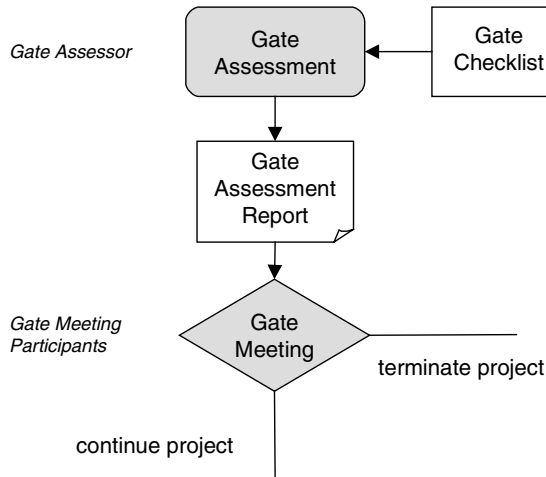 Gate Assessor
Gate
Assessment
Gate
Checklist
Gate
Assessment
Report
Gate Meeting
Participants
Gate
Meeting
terminate project
continue project